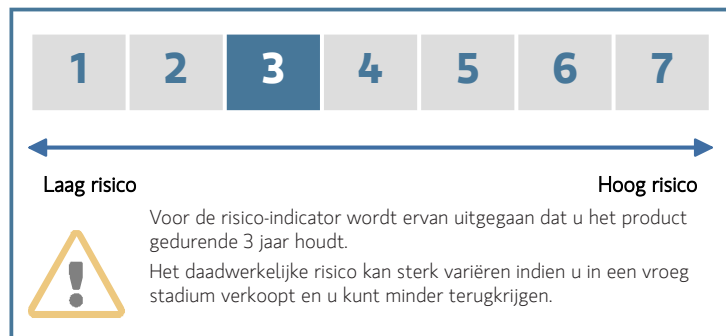 1 2 3 4 5 6 7
Laag risico Hoog risico
Voor de risico-indicator wordt ervan uitgegaan dat u het product
gedurende 3 jaar houdt.
Het daadwerkelijke risico kan sterk variëren indien u in een vroeg
stadium verkoopt en u kunt minder terugkrijgen.